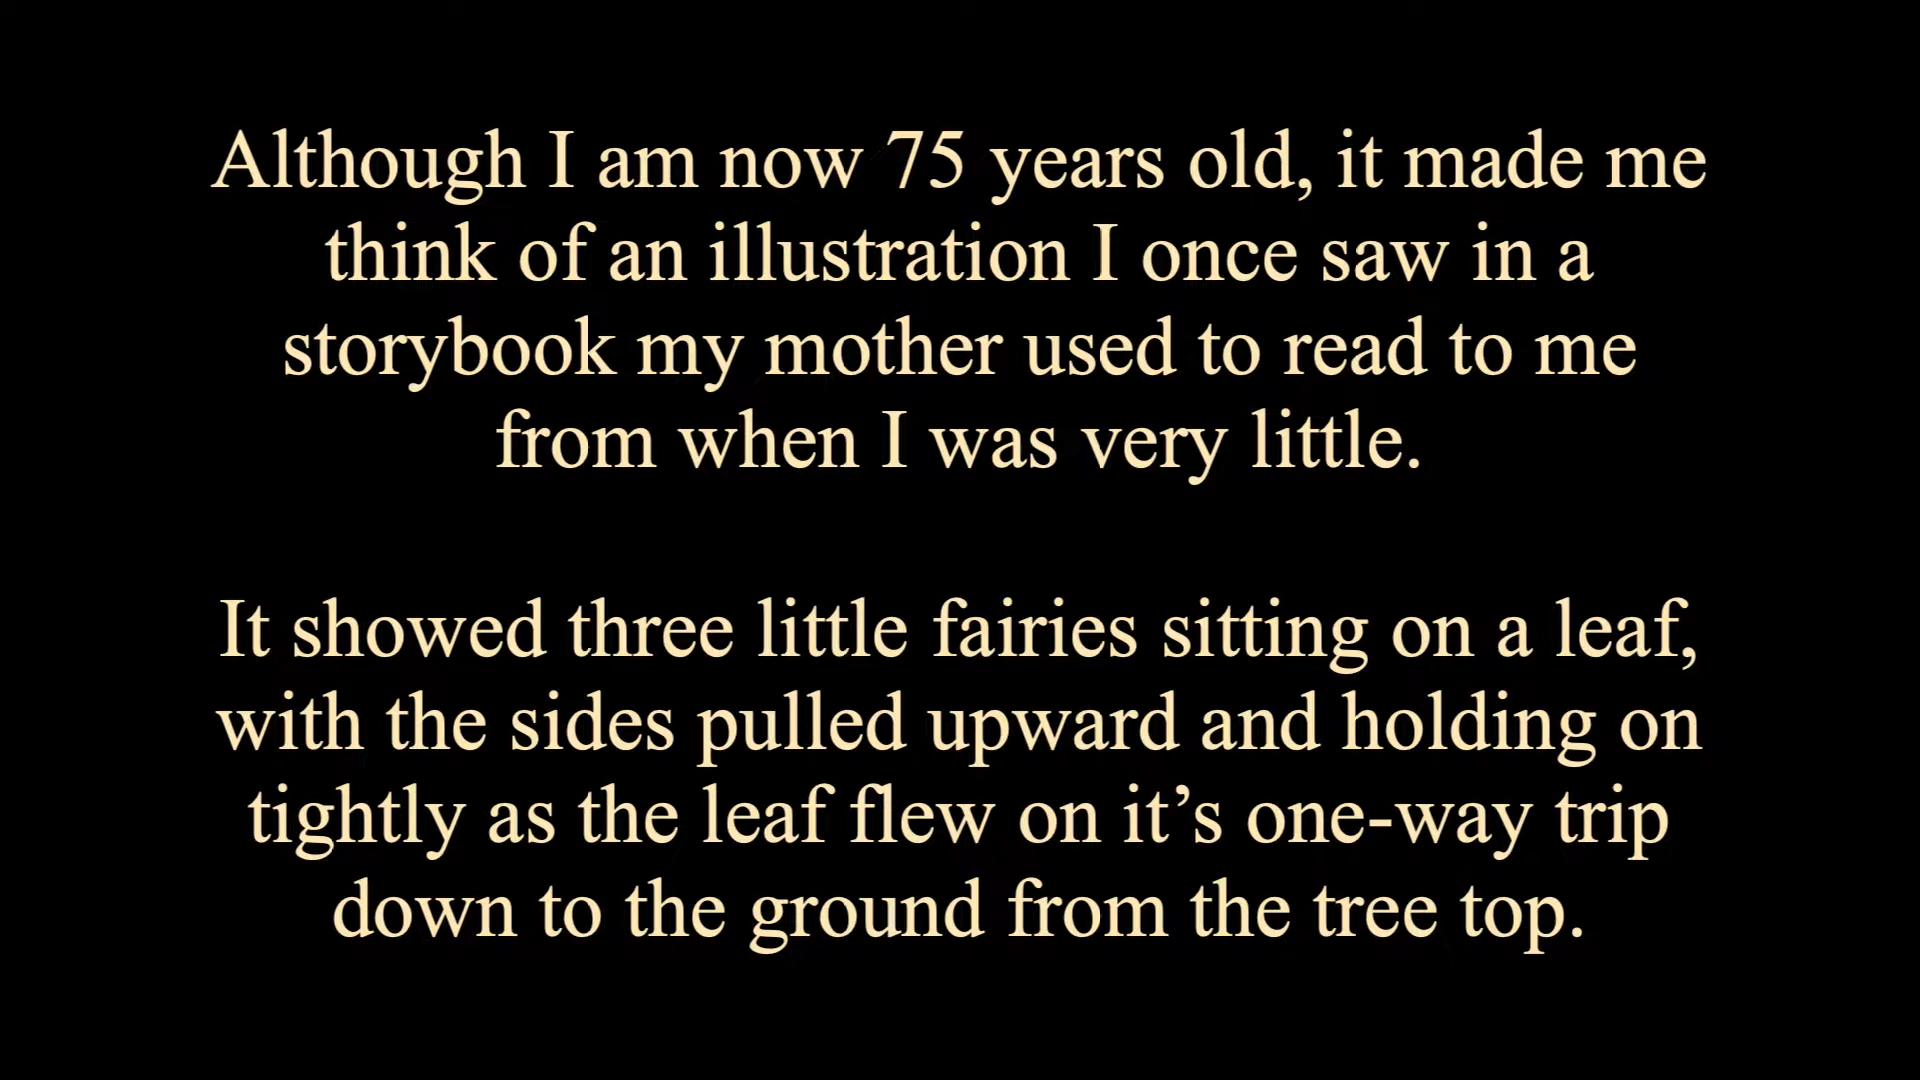 Although I am now 75 years old, it made me
think of an illustration I once saw in a
storybook my mother used to read to me
from when I was very little.
It showed three little fairies sitting on a leaf,
with the sides pulled upward and holding on
tightly as the leaf flew on it’s one-way trip
down to the ground from the tree top.